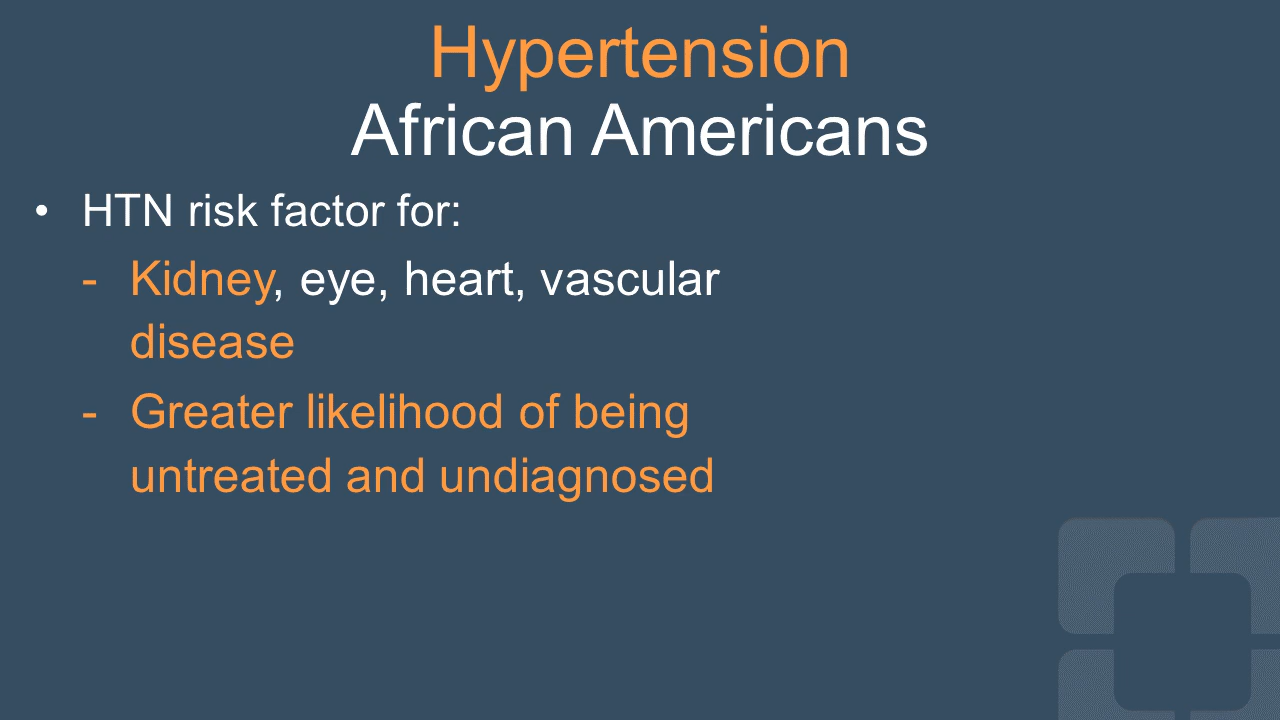 Hypertension
African Americans
• HTN risk factor for:
- Kidney, eye, heart, vascular
disease
- Greater likelihood of being
untreated and undiagnosed